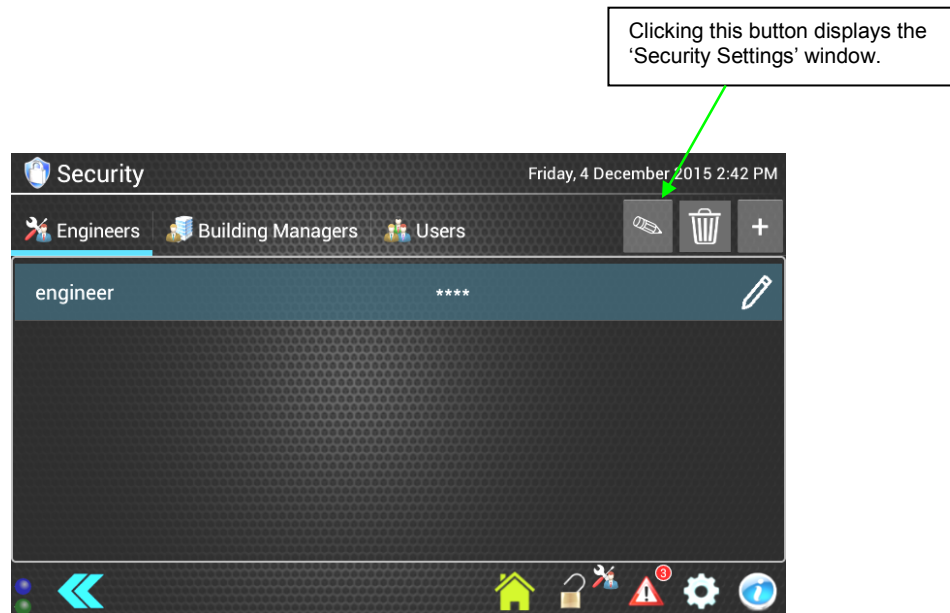 Clicking this button displays the
‘Security Settings’ window.
Security
Friday, 4 December 2015 2:42 PM
Engineers
Building Managers
Users
+
engineer
****
3